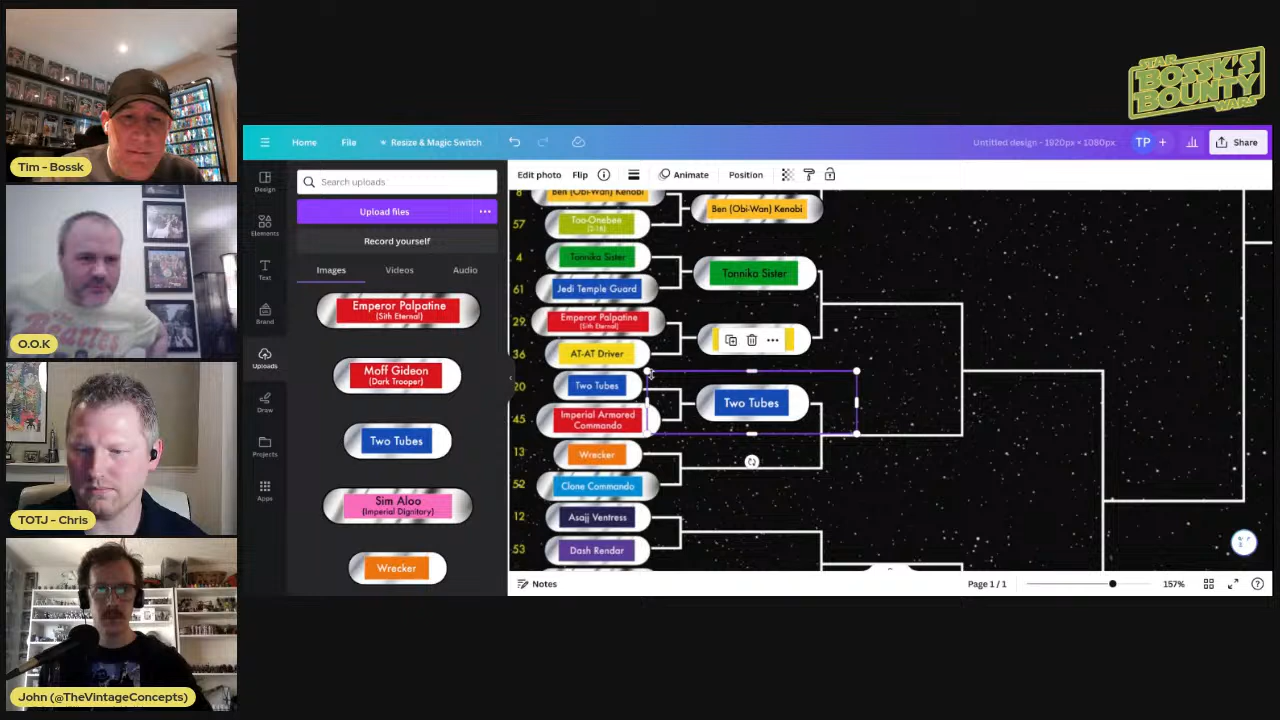 Tim - Bossk
O.O.K
TOTJ - Chris
John (@TheVintageConcepts)
STAR
BOSSK'S
BOUNTY
WARS
Home
File
Resize & Magic Switch
Untitled design - 1920px × 1080px
TP
+
Share
Design
Elements
Text
Brand
Uploads
Draw
Projects
Apps
Search uploads
Upload files
Record yourself
Images
Videos
Audio
Emperor Palpatine
(Sith Eternal)
Moff Gideon
(Dark Trooper)
Two Tubes
Sim Aloo
(Imperial Dignitary)
Wrecker
Edit photo
Flip
Animate
Position
8
Ben (Obi-Wan) Kenobi
57
Too-Onebee
(2-1B)
4
Tonnika Sister
61
Jedi Temple Guard
29
Emperor Palpatine
(Sith Eternal)
36
AT-AT Driver
20
Two Tubes
45
Imperial Armored
Commando
13
Wrecker
52
Clone Commando
12
Asajj Ventress
53
Dash Rendar
Ben (Obi-Wan) Kenobi
Tonnika Sister
Two Tubes
Notes
Page 1 / 1
157%